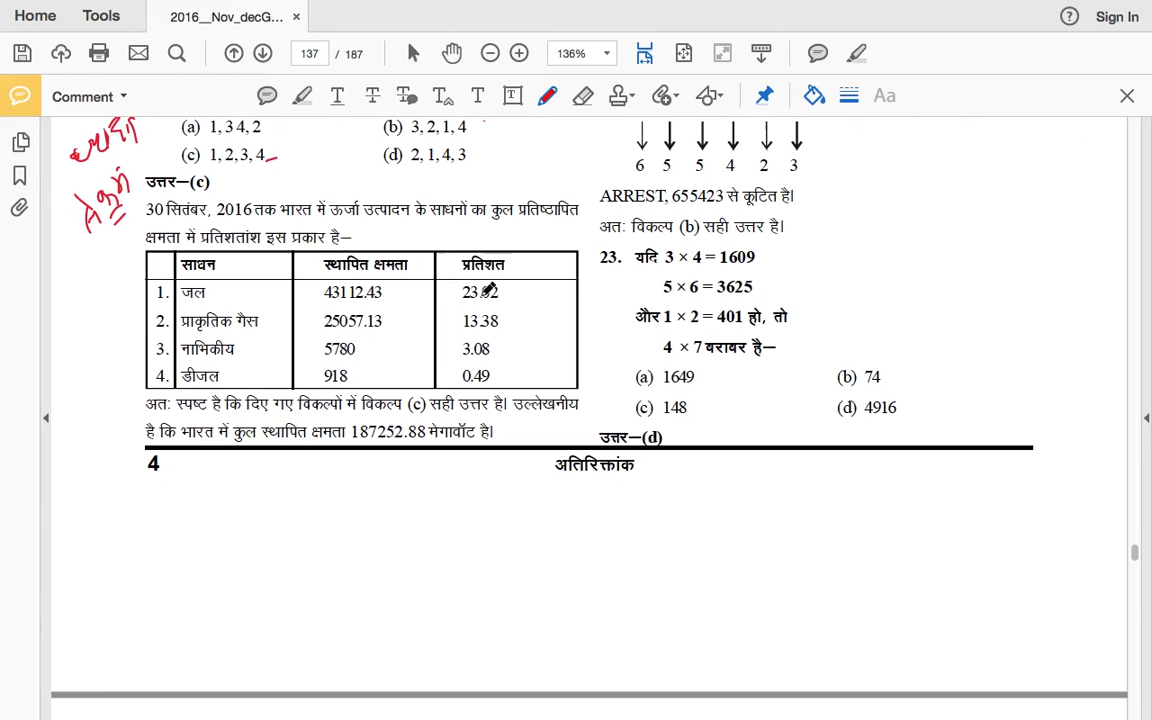 Home Tools 2016__Nov_decG... × Sign In
137 / 187 136%
Comment Aa
(a) 1, 3 4, 2 (b) 3, 2, 1, 4
(c) 1, 2, 3, 4 (d) 2, 1, 4, 3
उत्तर–(c)
30 सितंबर, 2016 तक भारत में ऊर्जा उत्पादन के साधनों का कुल प्रतिष्ठापित
क्षमता में प्रतिशतांश इस प्रकार है–
साधन स्थापित क्षमता प्रतिशत
1. जल 43112.43
2. प्राकृतिक गैस 25057.13 13.38
3. नाभिकीय 5780 3.08
4. डीजल 918 0.49
अतः स्पष्ट है कि दिए गए विकल्पों में विकल्प (c) सही उत्तर है। उल्लेखनीय
है कि भारत में कुल स्थापित क्षमता 187252.88 मेगावॉट है।
6 5 5 4 2 3
ARREST, 655423 से कूटित है।
अतः विकल्प (b) सही उत्तर है।
23. यदि 3 × 4 = 1609
5 × 6 = 3625
और 1 × 2 = 401 हो, तो
4 × 7 बराबर है–
(a) 1649 (b) 74
(c) 148 (d) 4916
उत्तर–(d)
4 अतिरिक्तांक